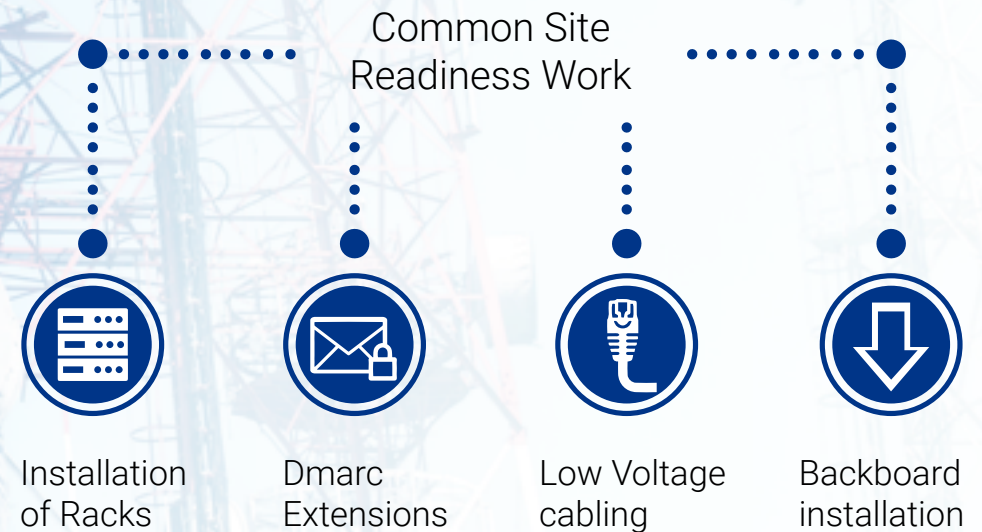 Common Site
Readiness Work
Installation
of Racks
Dmarc
Extensions
Low Voltage
cabling
Backboard
installation